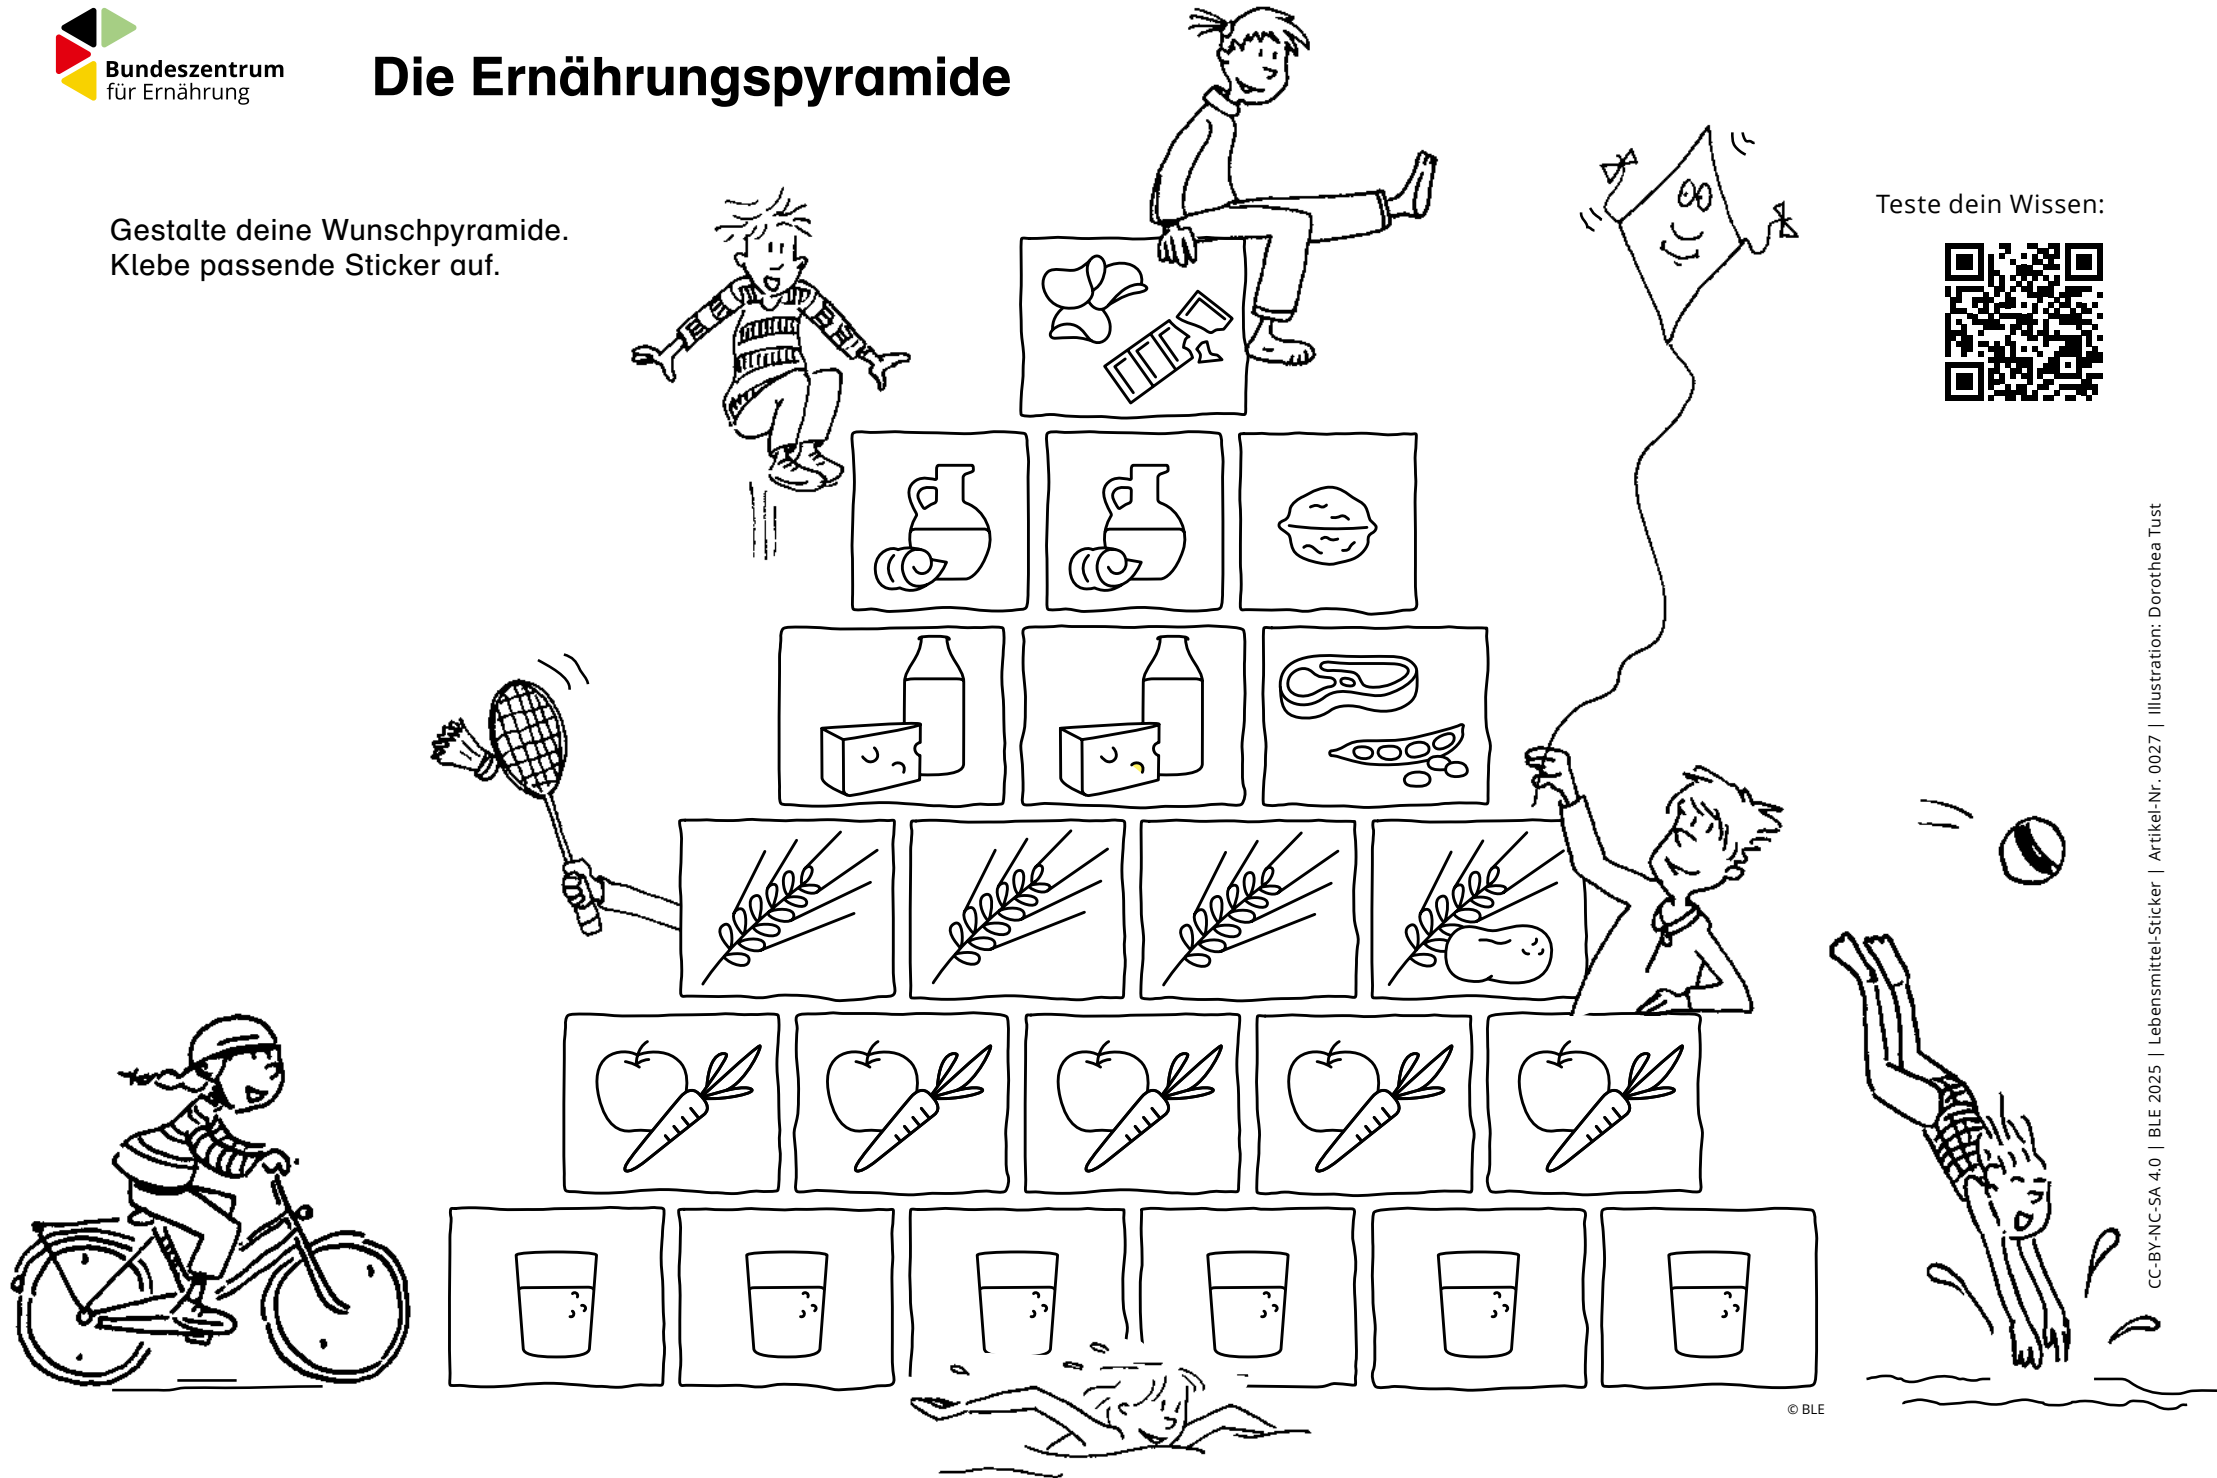 Bundeszentrum
für Ernährung
Die Ernährungspyramide
Gestalte deine Wunschpyramide.
Klebe passende Sticker auf.
Teste dein Wissen:
CC-BY-NC-SA 4.0 | BLE 2025 | Lebensmittel-Sticker | Artikel-Nr. 0027 | Illustration: Dorothea Tust
© BLE